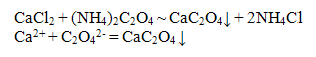 CaCl₂ + (NH₄)₂C₂O₄ ~ CaC₂O₄↓ + 2NH₄Cl
Ca²⁺ + C₂O₄²⁻ = CaC₂O₄↓